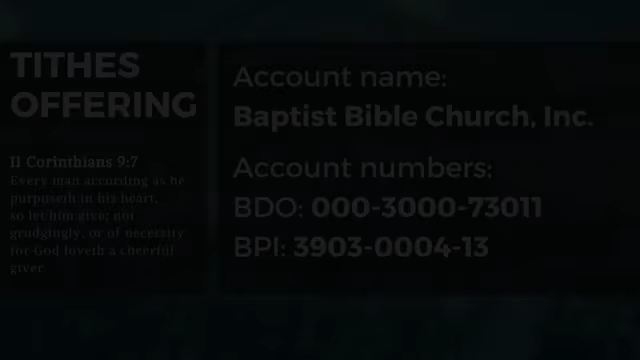 TITHES
OFFERING
II Corinthians 9:7
Every man according as he
purposeth in his heart,
so let him give; not
grudgingly, or of necessity
for God loveth a cheerful
giver.
Account name:
Baptist Bible Church, Inc.
Account numbers:
BDO: 000-3000-73011
BPI: 3903-0004-13